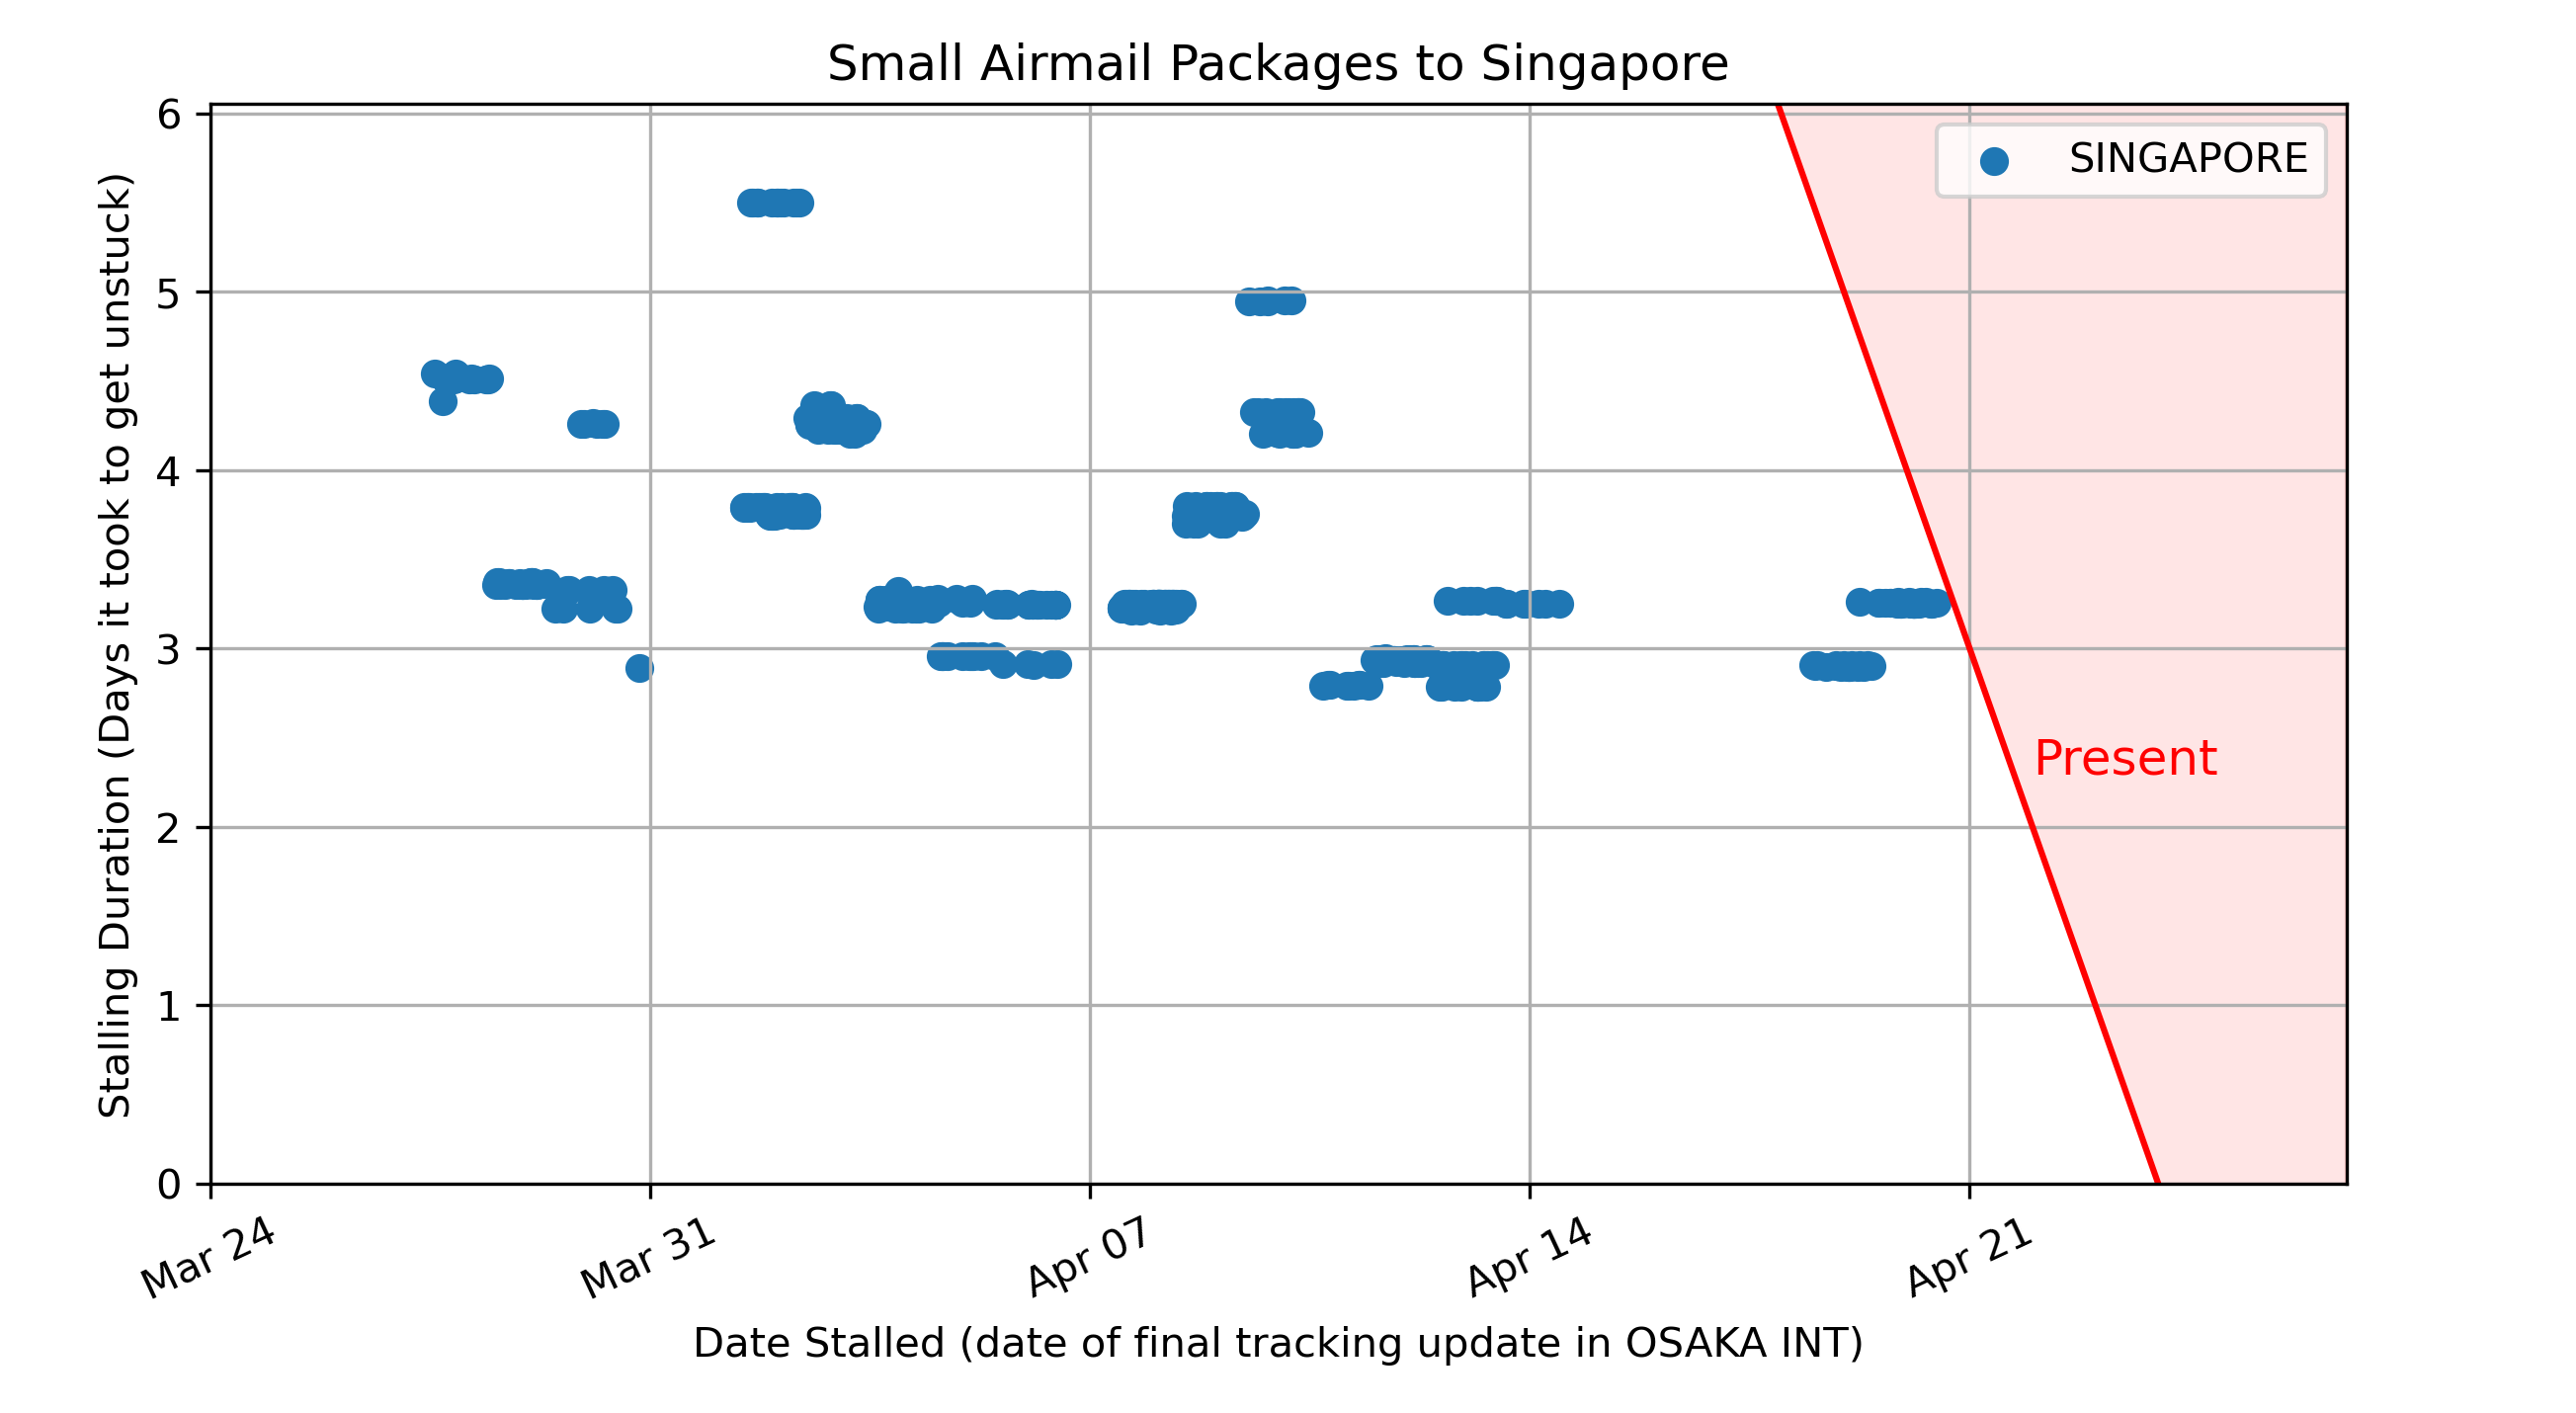 Small Airmail Packages to Singapore
SINGAPORE
Stalling Duration (Days it took to get unstuck)
6
5
4
3
2
1
0
Present
Mar 24
Mar 31
Apr 07
Apr 14
Apr 21
Date Stalled (date of final tracking update in OSAKA INT)